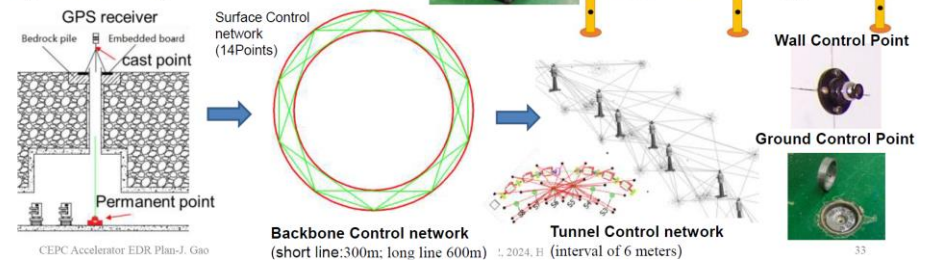 GPS receiver
Bedrock pile
Embedded board
cast point
Permanent point
CEPC Accelerator EDR Plan-J. Gao
Surface Control
network
(14Points)
Backbone Control network
(short line:300m; long line 600m)
2, 2024, H
Tunnel Control network
(interval of 6 meters)
Wall Control Point
Ground Control Point
33